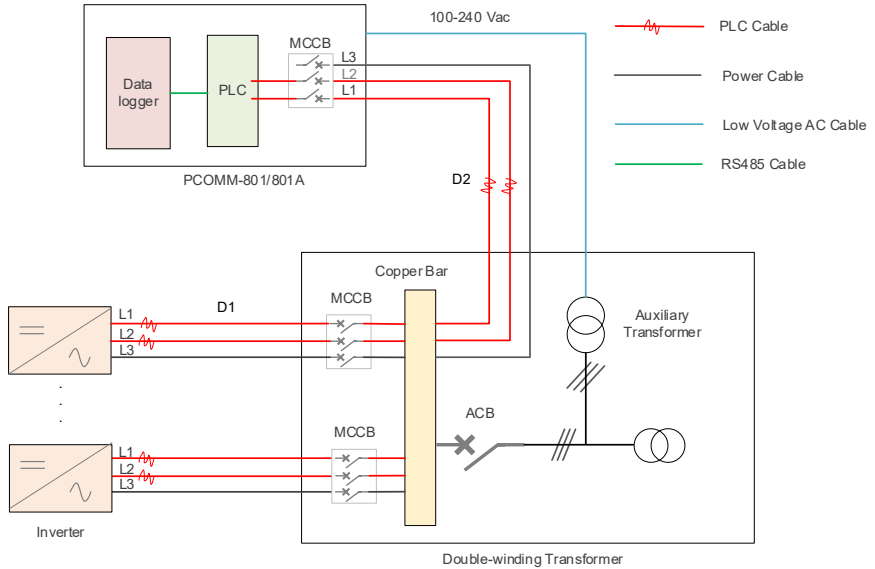 100-240 Vac
PLC Cable
MCCB
L3
L2
L1
Data
logger
PLC
Power Cable
Low Voltage AC Cable
RS485 Cable
PCOMM-801/801A
D2
Copper Bar
MCCB
D1
L1
L2
L3
Auxiliary
Transformer
.
.
.
ACB
MCCB
L1
L2
L3
Inverter
Double-winding Transformer